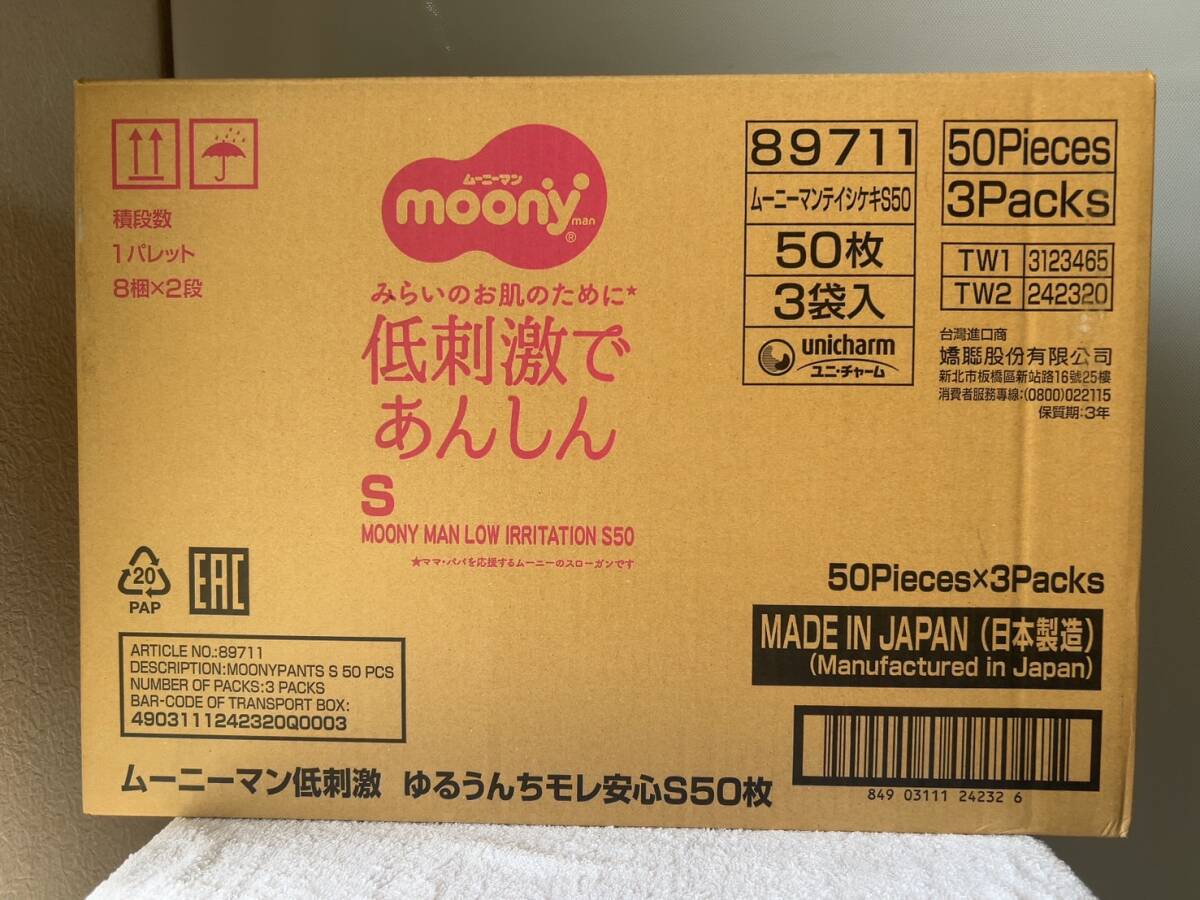 積段数
1パレット
8梱×2段
ムーニーマン
moony
man
®
みらいのお肌のために★
低刺激で
あんしん
S
MOONY MAN LOW IRRITATION S50
★ママ・パパを応援するムーニーのスローガンです
89711
ムーニーマンテイシゲキS50
50枚
3袋入
unicharm
ユニ・チャーム
50Pieces
3Packs
TW1 3123465
TW2 242320
台灣進口商
嬌聯股份有限公司
新北市板橋區新站路16號25樓
消費者服務專線:(0800)022115
保質期:3年
20
PAP
EAC
ARTICLE NO.:89711
DESCRIPTION:MOONYPANTS S 50 PCS
NUMBER OF PACKS:3 PACKS
BAR-CODE OF TRANSPORT BOX:
4903111242320Q0003
50Pieces×3Packs
MADE IN JAPAN (日本製造)
(Manufactured in Japan)
849 03111 24232 6
ムーニーマン低刺激 ゆるうんちモレ安心S50枚